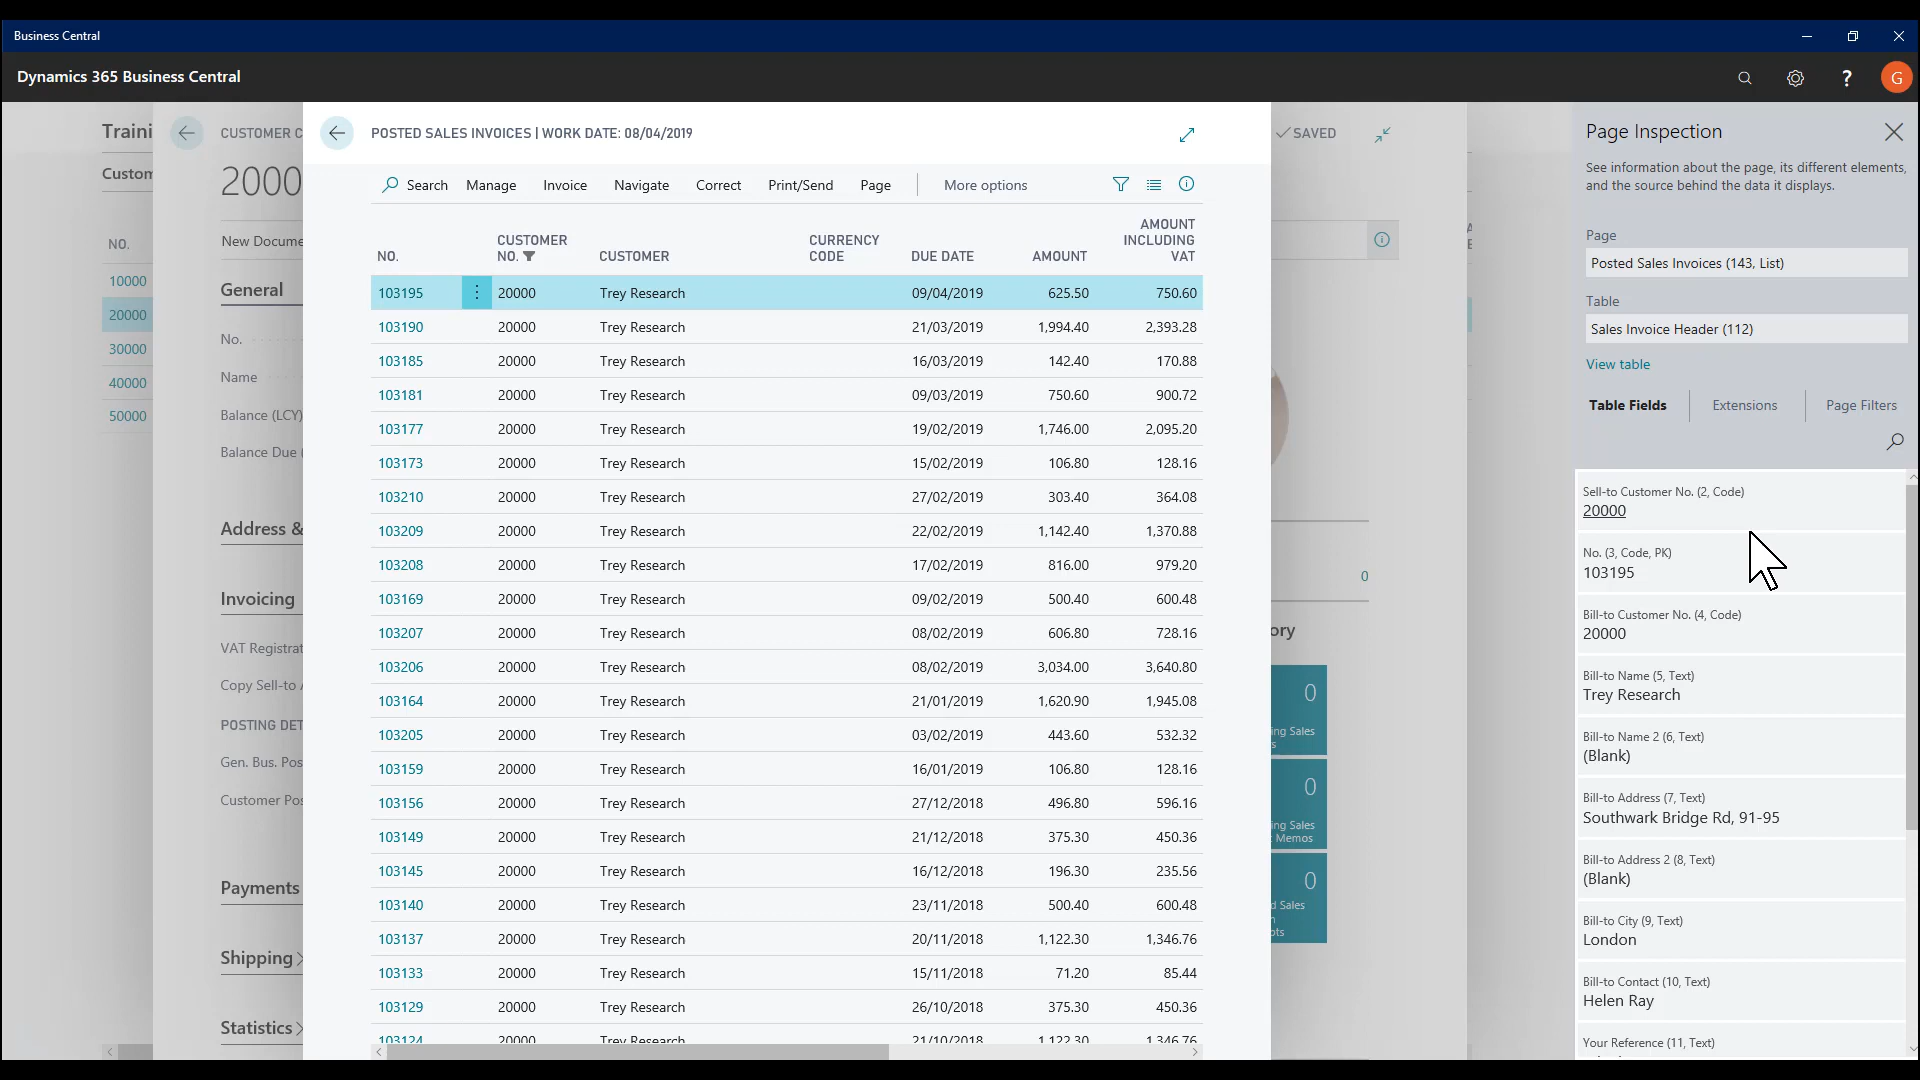 Business Central
Dynamics 365 Business Central
G
Traini
Custom
NO.
10000
20000
30000
40000
50000
CUSTOMER C
2000
New Docume
General
No.
Name
Balance (LCY)
Balance Due (
Address &
Invoicing
VAT Registrat
Copy Sell-to A
POSTING DET
Gen. Bus. Pos
Customer Pos
Payments
Shipping
Statistics
POSTED SALES INVOICES | WORK DATE: 08/04/2019
Search Manage Invoice Navigate Correct Print/Send Page More options
NO. CUSTOMER NO. CUSTOMER CURRENCY CODE DUE DATE AMOUNT AMOUNT INCLUDING VAT
103195 20000 Trey Research 09/04/2019 625.50 750.60
103190 20000 Trey Research 21/03/2019 1,994.40 2,393.28
103185 20000 Trey Research 16/03/2019 142.40 170.88
103181 20000 Trey Research 09/03/2019 750.60 900.72
103177 20000 Trey Research 19/02/2019 1,746.00 2,095.20
103173 20000 Trey Research 15/02/2019 106.80 128.16
103210 20000 Trey Research 27/02/2019 303.40 364.08
103209 20000 Trey Research 22/02/2019 1,142.40 1,370.88
103208 20000 Trey Research 17/02/2019 816.00 979.20
103169 20000 Trey Research 09/02/2019 500.40 600.48
103207 20000 Trey Research 08/02/2019 606.80 728.16
103206 20000 Trey Research 08/02/2019 3,034.00 3,640.80
103164 20000 Trey Research 21/01/2019 1,620.90 1,945.08
103205 20000 Trey Research 03/02/2019 443.60 532.32
103159 20000 Trey Research 16/01/2019 106.80 128.16
103156 20000 Trey Research 27/12/2018 496.80 596.16
103149 20000 Trey Research 21/12/2018 375.30 450.36
103145 20000 Trey Research 16/12/2018 196.30 235.56
103140 20000 Trey Research 23/11/2018 500.40 600.48
103137 20000 Trey Research 20/11/2018 1,122.30 1,346.76
103133 20000 Trey Research 15/11/2018 71.20 85.44
103129 20000 Trey Research 26/10/2018 375.30 450.36
103124 20000 Trey Research 21/10/2018 1,122.30 1,346.76
SAVED
0
ory
0
ing Sales
s
0
ing Sales
Memos
0
d Sales
n
pts
Page Inspection
See information about the page, its different elements,
and the source behind the data it displays.
Page
Posted Sales Invoices (143, List)
Table
Sales Invoice Header (112)
View table
Table Fields Extensions Page Filters
Sell-to Customer No. (2, Code)
20000
No. (3, Code, PK)
103195
Bill-to Customer No. (4, Code)
20000
Bill-to Name (5, Text)
Trey Research
Bill-to Name 2 (6, Text)
(Blank)
Bill-to Address (7, Text)
Southwark Bridge Rd, 91-95
Bill-to Address 2 (8, Text)
(Blank)
Bill-to City (9, Text)
London
Bill-to Contact (10, Text)
Helen Ray
Your Reference (11, Text)